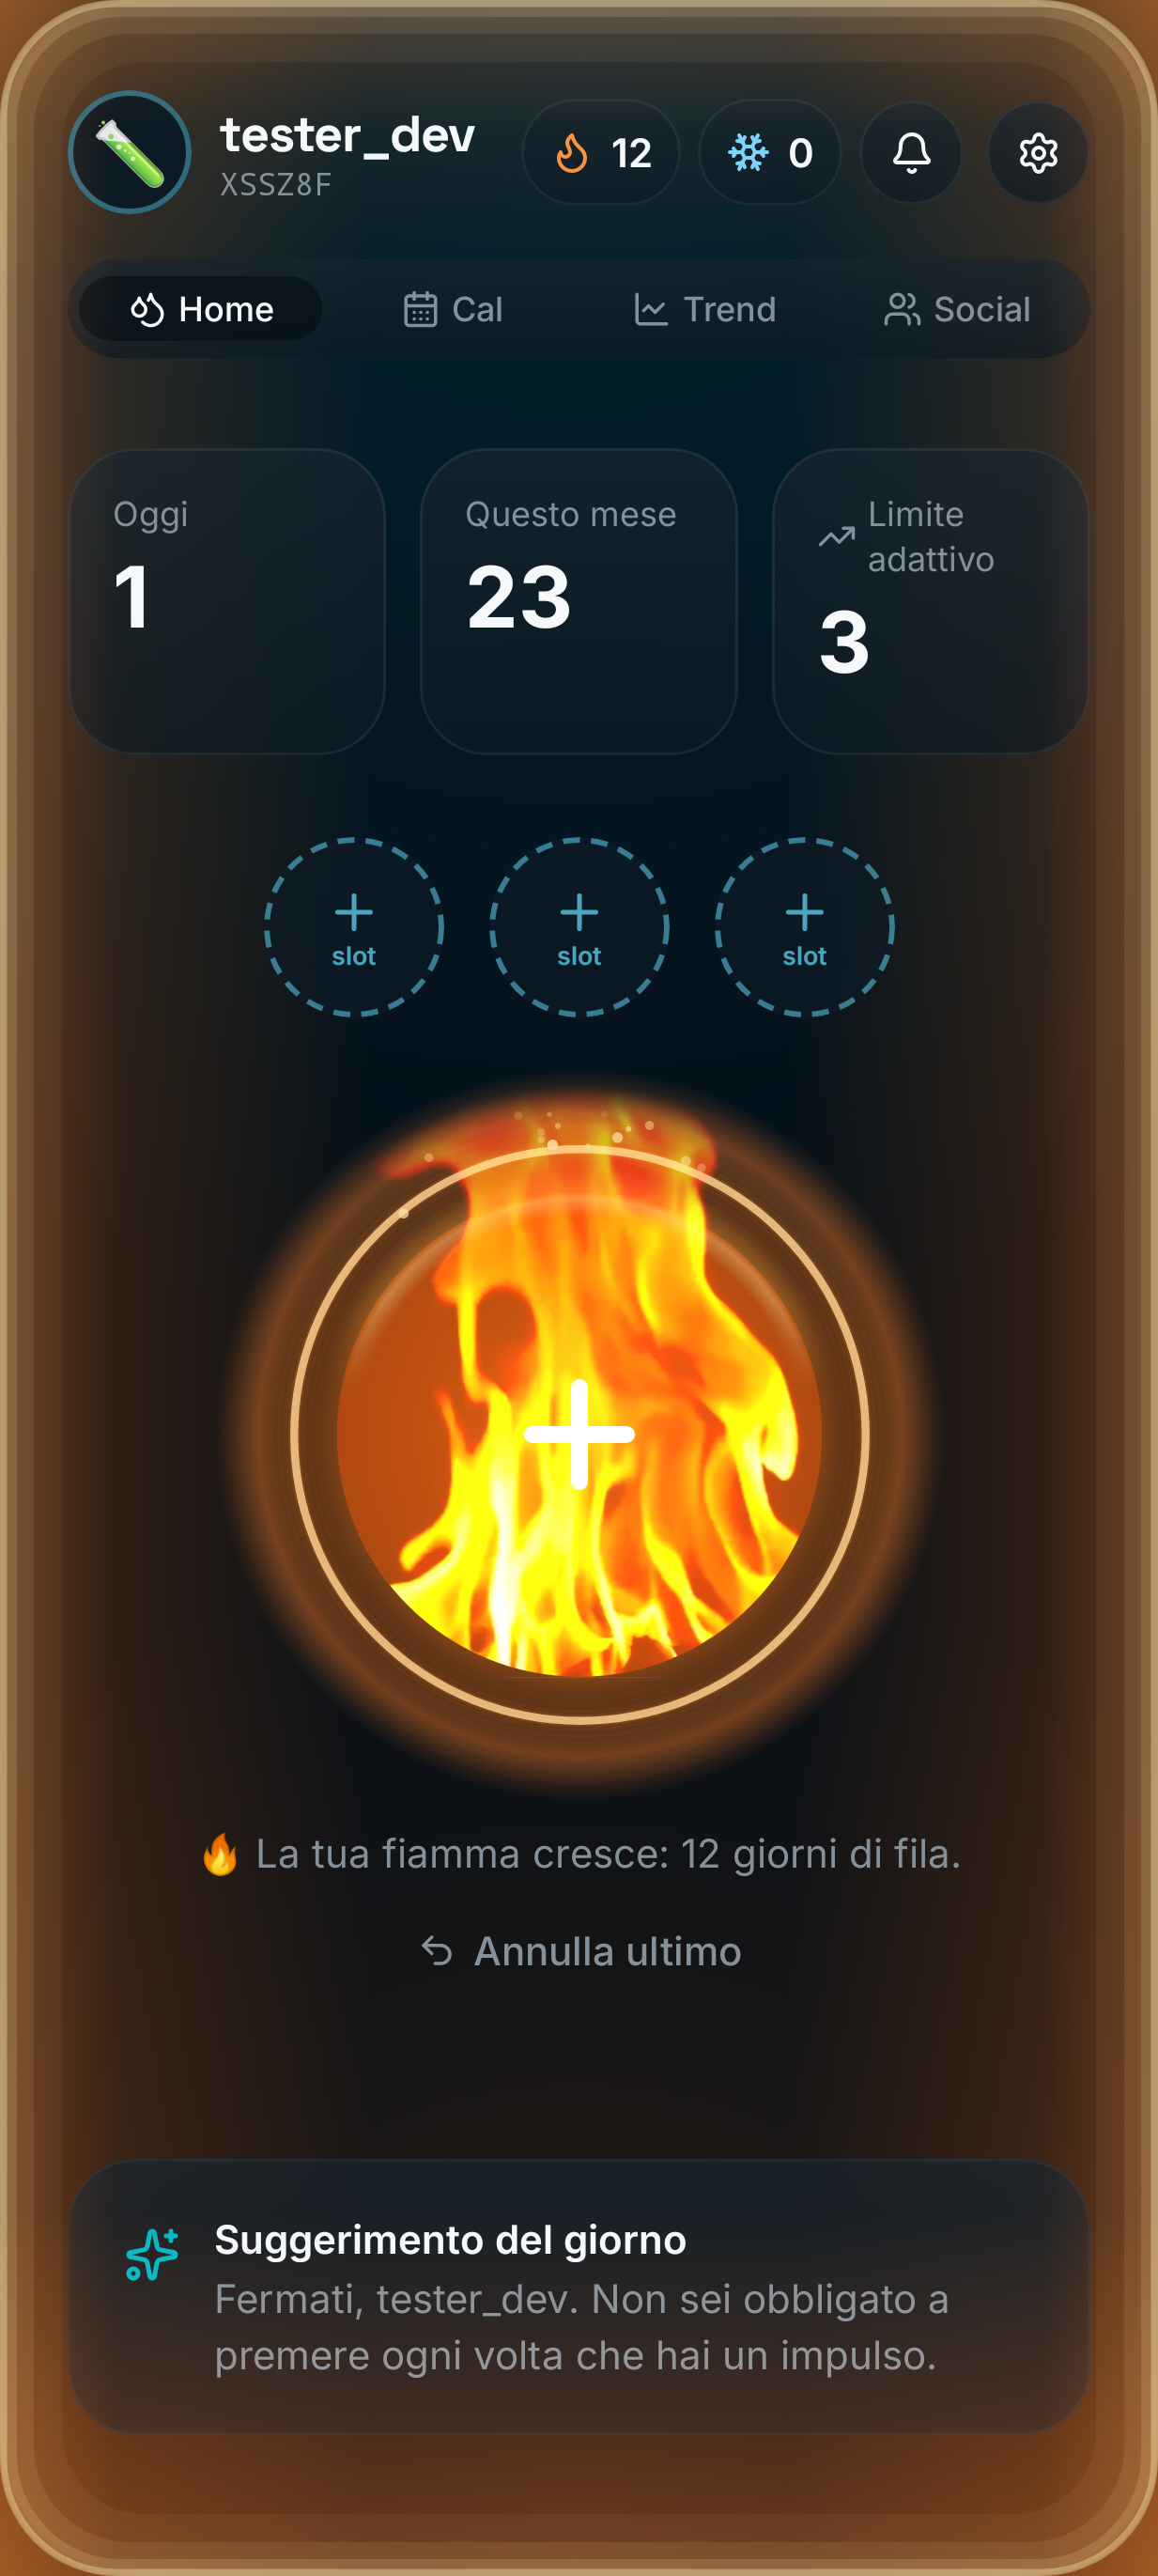 tester_dev
XSSZ8F
12
0
Home
Cal
Trend
Social
Oggi
1
Questo mese
23
Limite
adattivo
3
slot
slot
slot
🔥 La tua fiamma cresce: 12 giorni di fila.
Annulla ultimo
Suggerimento del giorno
Fermati, tester_dev. Non sei obbligato a
premere ogni volta che hai un impulso.